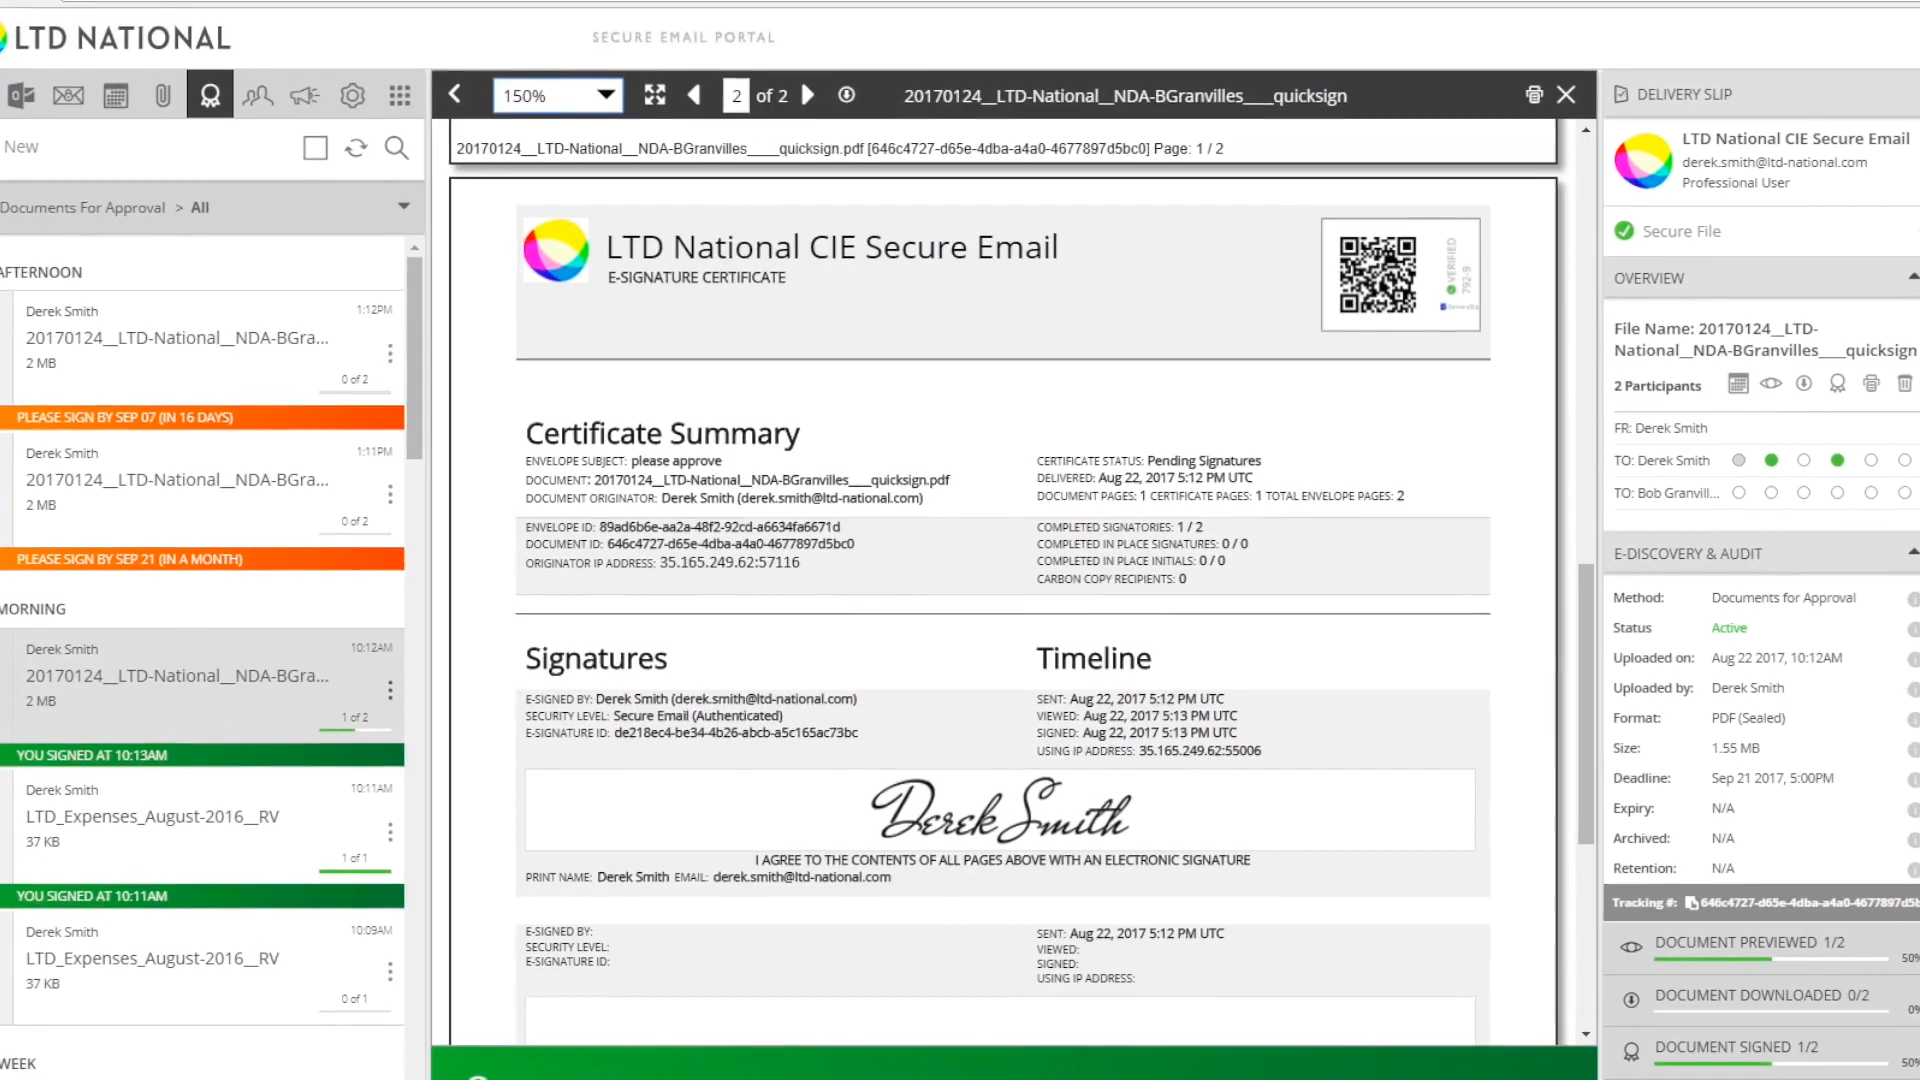 LTD NATIONAL
SECURE EMAIL PORTAL
New
Documents For Approval > All
AFTERNOON
Derek Smith 1:12PM
20170124__LTD-National__NDA-BGra...
2 MB
0 of 2
PLEASE SIGN BY SEP 07 (IN 16 DAYS)
Derek Smith 1:11PM
20170124__LTD-National__NDA-BGra...
2 MB
0 of 2
PLEASE SIGN BY SEP 21 (IN A MONTH)
MORNING
Derek Smith 10:12AM
20170124__LTD-National__NDA-BGra...
2 MB
1 of 2
YOU SIGNED AT 10:13AM
Derek Smith 10:11AM
LTD_Expenses_August-2016__RV
37 KB
1 of 1
YOU SIGNED AT 10:11AM
Derek Smith 10:09AM
LTD_Expenses_August-2016__RV
37 KB
0 of 1
WEEK
150% 2 of 2 20170124__LTD-National__NDA-BGranvilles____quicksign
20170124__LTD-National__NDA-BGranvilles____quicksign.pdf [646c4727-d65e-4dba-a4a0-4677897d5bc0] Page: 1 / 2
LTD National CIE Secure Email
E-SIGNATURE CERTIFICATE
VERIFIED
792-9
Certificate Summary
ENVELOPE SUBJECT: please approve
DOCUMENT: 20170124__LTD-National__NDA-BGranvilles____quicksign.pdf
DOCUMENT ORIGINATOR: Derek Smith (derek.smith@ltd-national.com)
CERTIFICATE STATUS: Pending Signatures
DELIVERED: Aug 22, 2017 5:12 PM UTC
DOCUMENT PAGES: 1 CERTIFICATE PAGES: 1 TOTAL ENVELOPE PAGES: 2
ENVELOPE ID: 89ad6b6e-aa2a-48f2-92cd-a6634fa6671d
DOCUMENT ID: 646c4727-d65e-4dba-a4a0-4677897d5bc0
ORIGINATOR IP ADDRESS: 35.165.249.62:57116
COMPLETED SIGNATORIES: 1 / 2
COMPLETED IN PLACE SIGNATURES: 0 / 0
COMPLETED IN PLACE INITIALS: 0 / 0
CARBON COPY RECIPIENTS: 0
Signatures
E-SIGNED BY: Derek Smith (derek.smith@ltd-national.com)
SECURITY LEVEL: Secure Email (Authenticated)
E-SIGNATURE ID: de218ec4-be34-4b26-abcb-a5c165ac73bc
Timeline
SENT: Aug 22, 2017 5:12 PM UTC
VIEWED: Aug 22, 2017 5:13 PM UTC
SIGNED: Aug 22, 2017 5:13 PM UTC
USING IP ADDRESS: 35.165.249.62:55006
Derek Smith
I AGREE TO THE CONTENTS OF ALL PAGES ABOVE WITH AN ELECTRONIC SIGNATURE
PRINT NAME: Derek Smith EMAIL: derek.smith@ltd-national.com
E-SIGNED BY:
SECURITY LEVEL:
E-SIGNATURE ID:
SENT: Aug 22, 2017 5:12 PM UTC
VIEWED:
SIGNED:
USING IP ADDRESS:
DELIVERY SLIP
LTD National CIE Secure Email
derek.smith@ltd-national.com
Professional User
Secure File
OVERVIEW
File Name: 20170124__LTD-
National__NDA-BGranvilles____quicksign
2 Participants
FR: Derek Smith
TO: Derek Smith
TO: Bob Granvill...
E-DISCOVERY & AUDIT
Method: Documents for Approval
Status Active
Uploaded on: Aug 22 2017, 10:12AM
Uploaded by: Derek Smith
Format: PDF (Sealed)
Size: 1.55 MB
Deadline: Sep 21 2017, 5:00PM
Expiry: N/A
Archived: N/A
Retention: N/A
Tracking #: 646c4727-d65e-4dba-a4a0-4677897d5b
DOCUMENT PREVIEWED 1/2
50%
DOCUMENT DOWNLOADED 0/2
0%
DOCUMENT SIGNED 1/2
50%